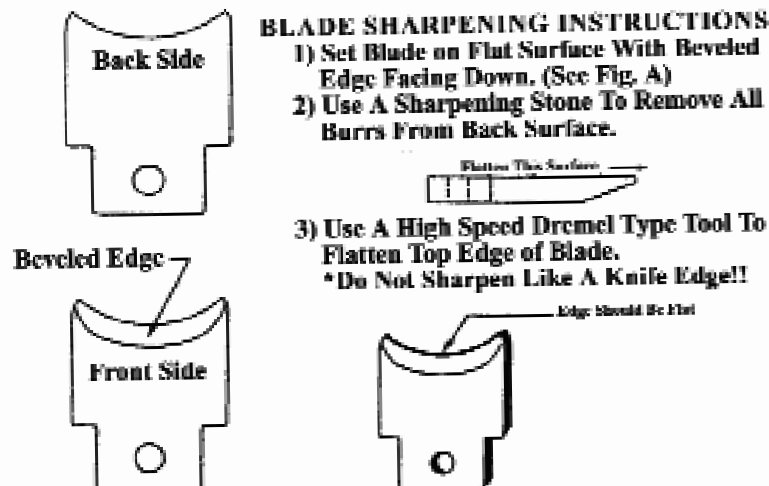 Back Side
BLADE SHARPENING INSTRUCTIONS
1) Set Blade on Flat Surface With Beveled
Edge Facing Down. (See Fig. A)
2) Use A Sharpening Stone To Remove All
Burrs From Back Surface.
Flatten This Surface
3) Use A High Speed Dremel Type Tool To
Flatten Top Edge of Blade.
*Do Not Sharpen Like A Knife Edge!!
Beveled Edge
Edge Should Be Flat
Front Side